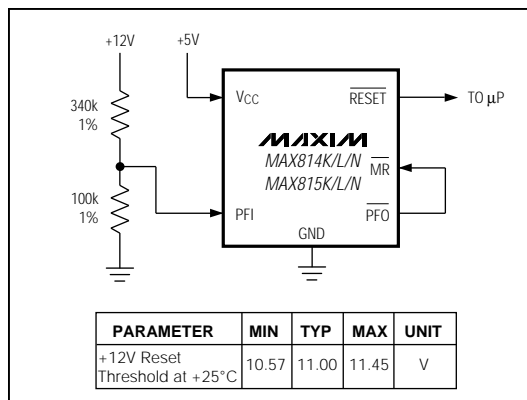 +12V
+5V
340k
1%
100k
1%
VCC
RESET
TO µP
MAXIM
MAX814K/L/N
MAX815K/L/N
MR
PFI
PFO
GND
PARAMETER MIN TYP MAX UNIT
+12V Reset
Threshold at +25°C 10.57 11.00 11.45 V